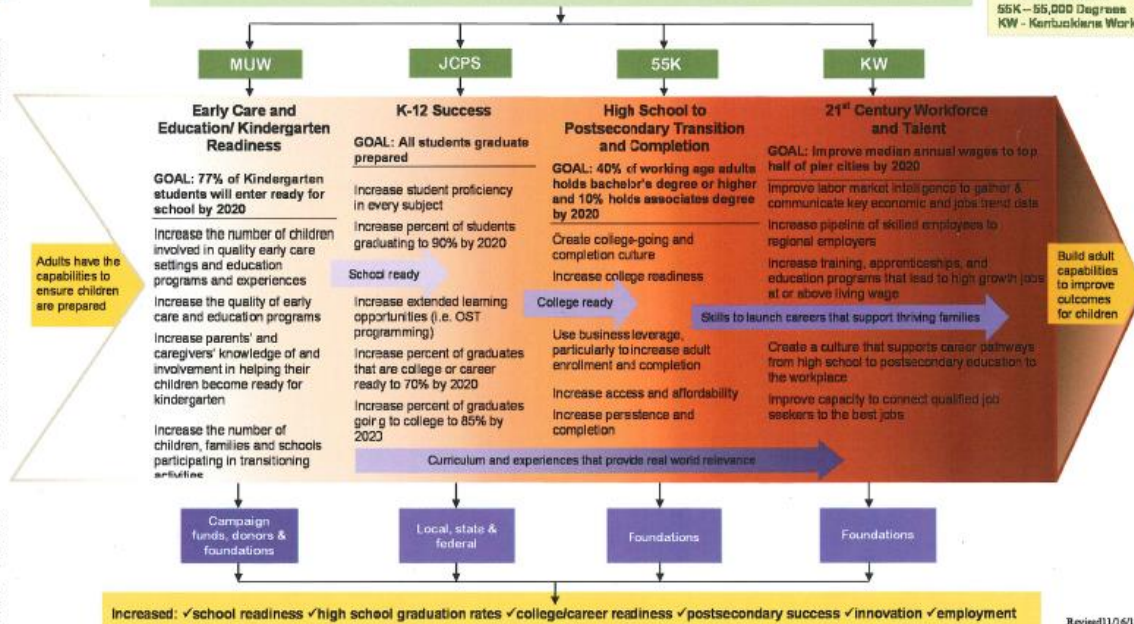 55K – 55,000 Degrees
KW - Kentuckiana Work
MUW
JCPS
55K
KW
Early Care and
Education/ Kindergarten
Readiness
GOAL: 77% of Kindergarten
students will enter ready for
school by 2020
Increase the number of children
involved in quality early care
settings and education
programs and experiences
Increase the quality of early
care and education programs
Increase parents' and
caregivers' knowledge of and
involvement in helping their
children become ready for
kindergarten
Increase the number of
children, families and schools
participating in transitioning
activities
K-12 Success
GOAL: All students graduate
prepared
Increase student proficiency
in every subject
Increase percent of students
graduating to 90% by 2020
School ready
Increase extended learning
opportunities (i.e. OST
programming)
Increase percent of graduates
that are college or career
ready to 70% by 2020
Increase percent of graduates
going to college to 85% by
2020
High School to
Postsecondary Transition
and Completion
GOAL: 40% of working age adults
holds bachelor's degree or higher
and 10% holds associates degree
by 2020
Create college-going and
completion culture
Increase college readiness
College ready
Use business leverage,
particularly to increase adult
enrollment and completion
Increase access and affordability
Increase persistence and
completion
21st Century Workforce
and Talent
GOAL: Improve median annual wages to top
half of pier cities by 2020
Improve labor market intelligence to gather &
communicate key economic and jobs trend data
Increase pipeline of skilled employees to
regional employers
Increase training, apprenticeships, and
education programs that lead to high growth jobs
at or above living wage
Skills to launch careers that support thriving families
Create a culture that supports career pathways
from high school to postsecondary education to
the workplace
Improve capacity to connect qualified job
seekers to the best jobs
Curriculum and experiences that provide real world relevance
Adults have the
capabilities to
ensure children
are prepared
Build adult
capabilities
to improve
outcomes
for children
Campaign
funds, donors &
foundations
Local, state &
federal
Foundations
Foundations
Increased: ✓school readiness ✓high school graduation rates ✓college/career readiness ✓postsecondary success ✓innovation ✓employment
Revised11/16/1